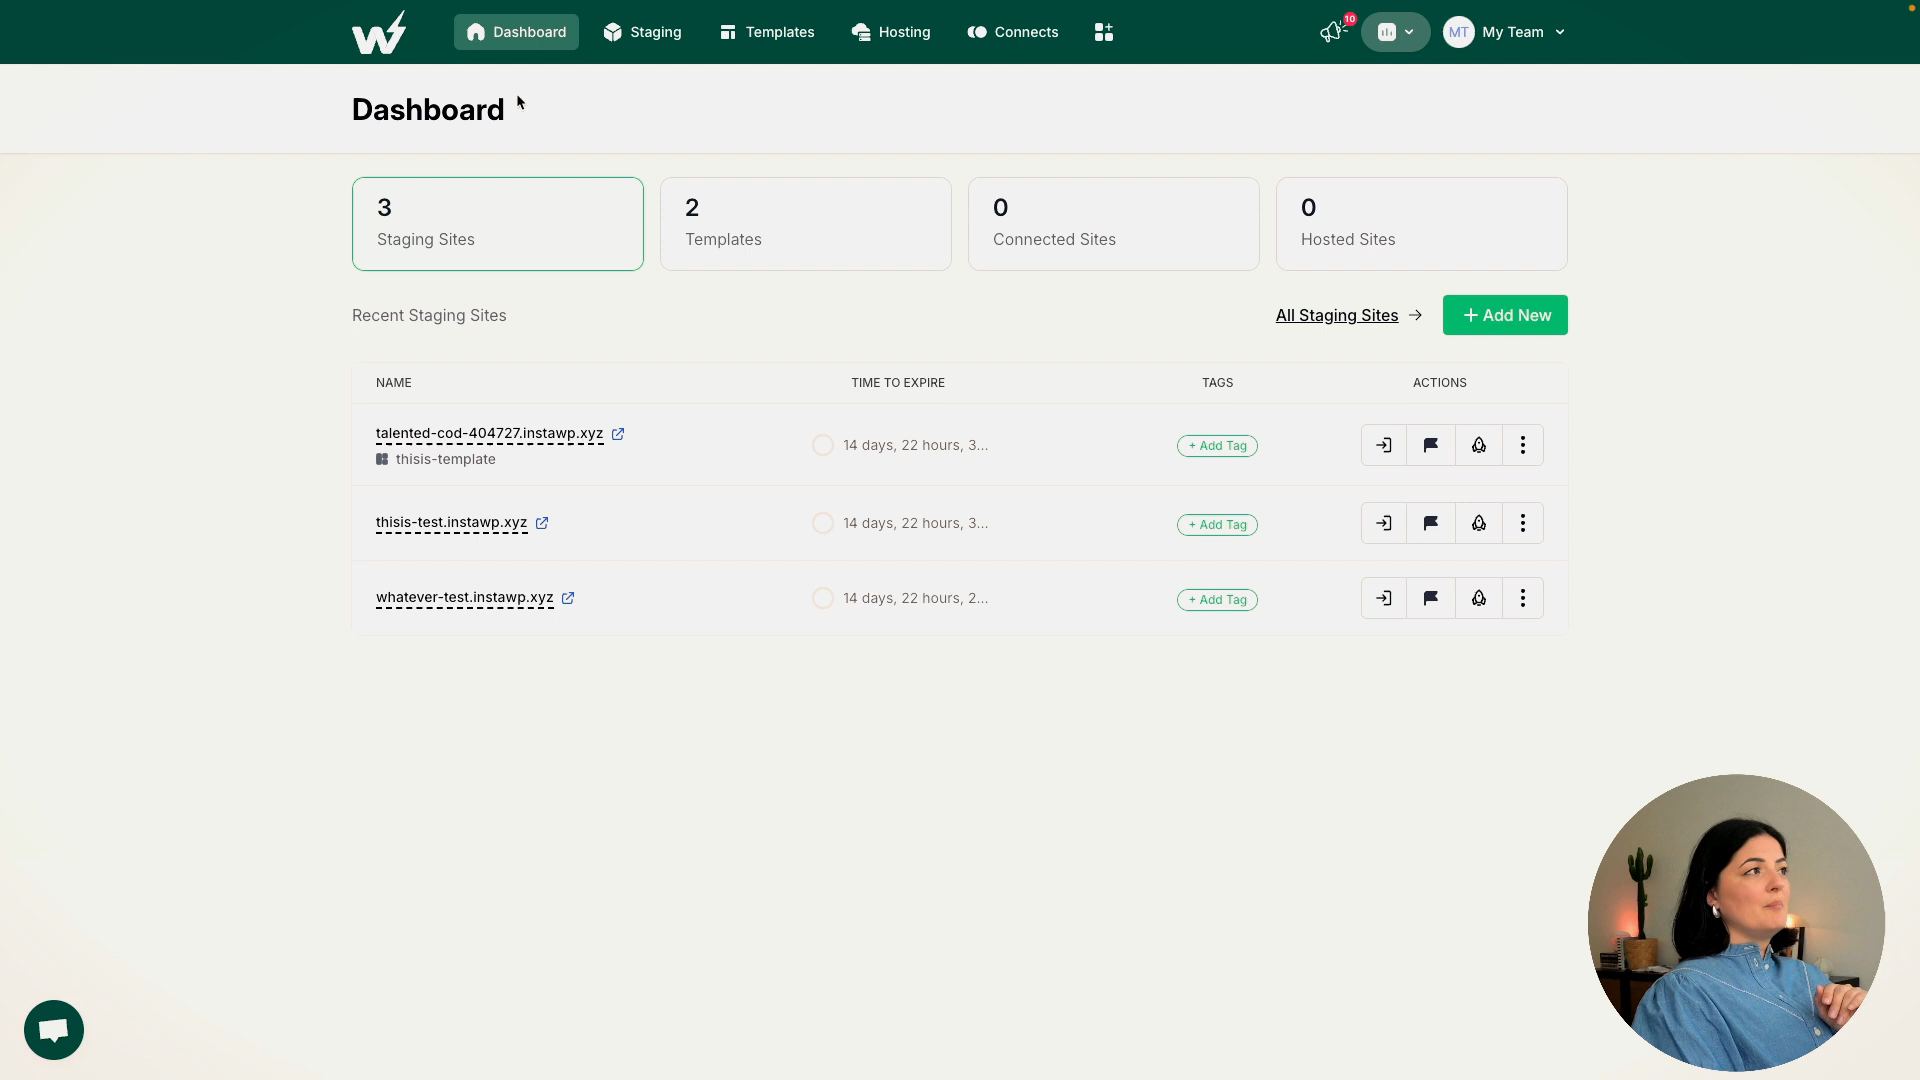 Dashboard
Staging
Templates
Hosting
Connects
10
MT
My Team
Dashboard
3
Staging Sites
2
Templates
0
Connected Sites
0
Hosted Sites
Recent Staging Sites
All Staging Sites
+ Add New
NAME
TIME TO EXPIRE
TAGS
ACTIONS
talented-cod-404727.instawp.xyz
thisis-template
14 days, 22 hours, 3...
+ Add Tag
thisis-test.instawp.xyz
14 days, 22 hours, 3...
+ Add Tag
whatever-test.instawp.xyz
14 days, 22 hours, 2...
+ Add Tag